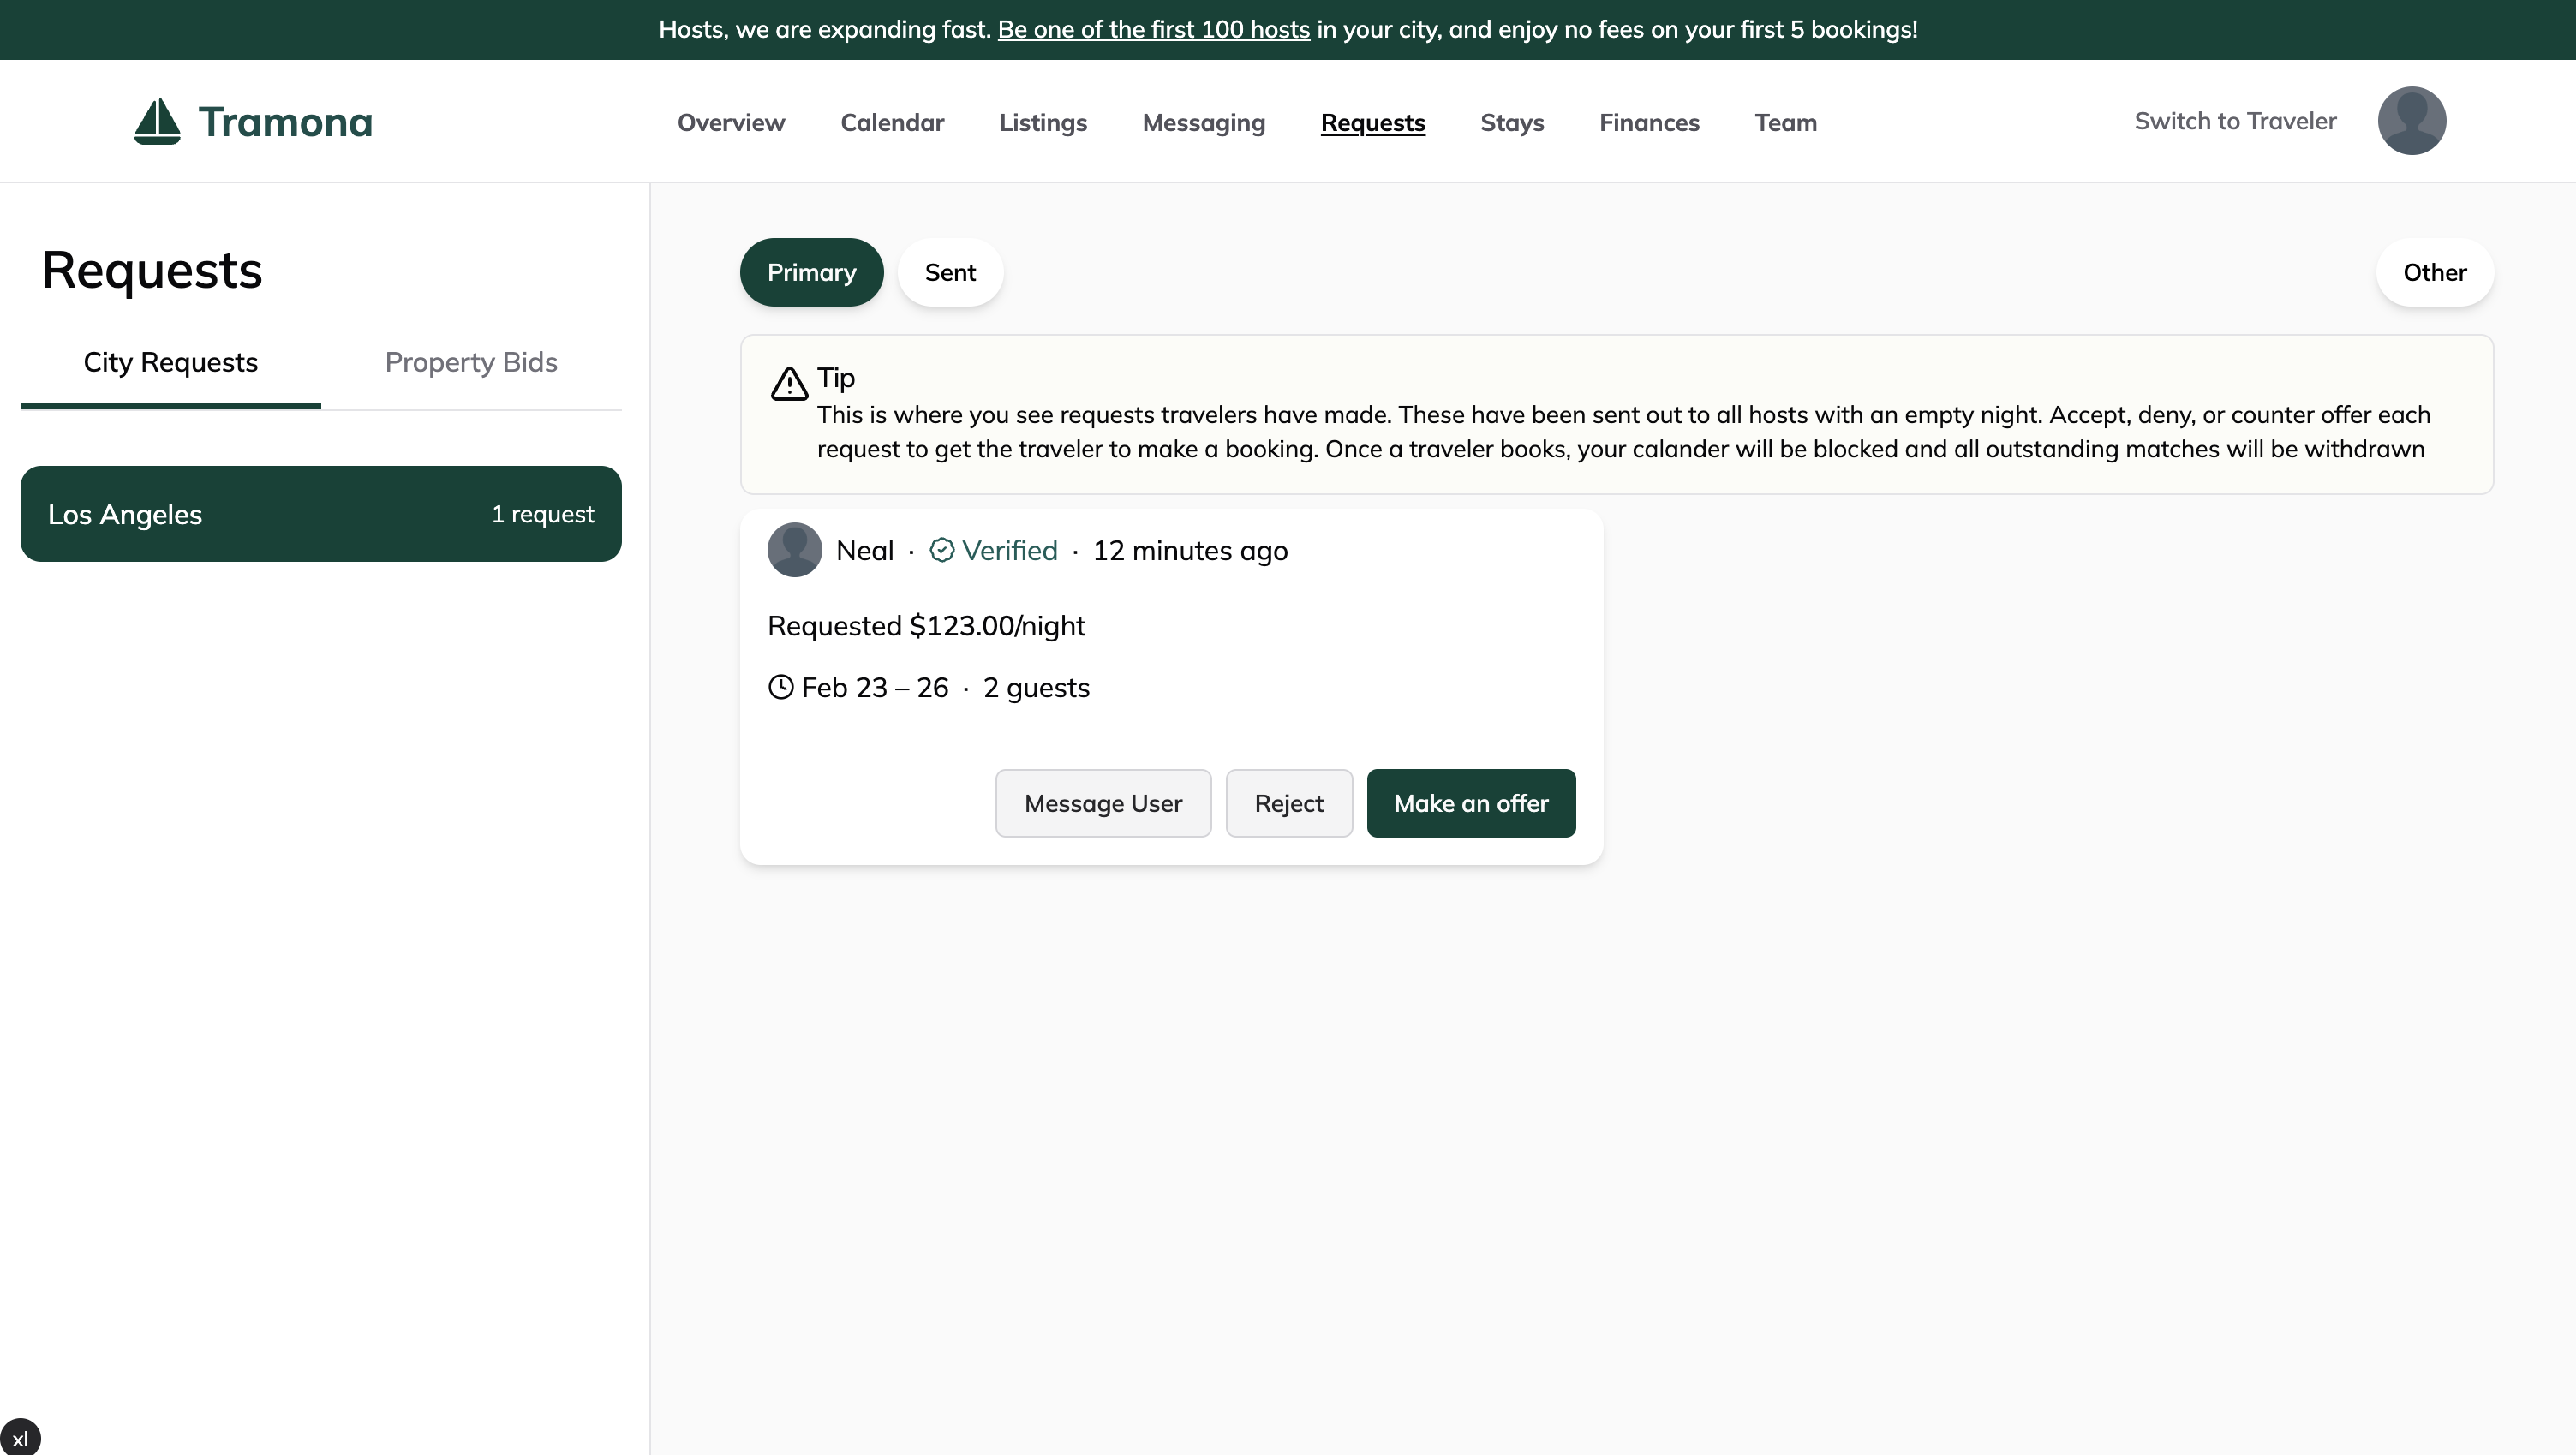 Hosts, we are expanding fast. Be one of the first 100 hosts in your city, and enjoy no fees on your first 5 bookings!
Tramona
Overview
Calendar
Listings
Messaging
Requests
Stays
Finances
Team
Switch to Traveler
Requests
City Requests
Property Bids
Los Angeles
1 request
Primary
Sent
Other
Tip
This is where you see requests travelers have made. These have been sent out to all hosts with an empty night. Accept, deny, or counter offer each
request to get the traveler to make a booking. Once a traveler books, your calander will be blocked and all outstanding matches will be withdrawn
Neal · Verified · 12 minutes ago
Requested $123.00/night
Feb 23 – 26 · 2 guests
Message User
Reject
Make an offer
xl